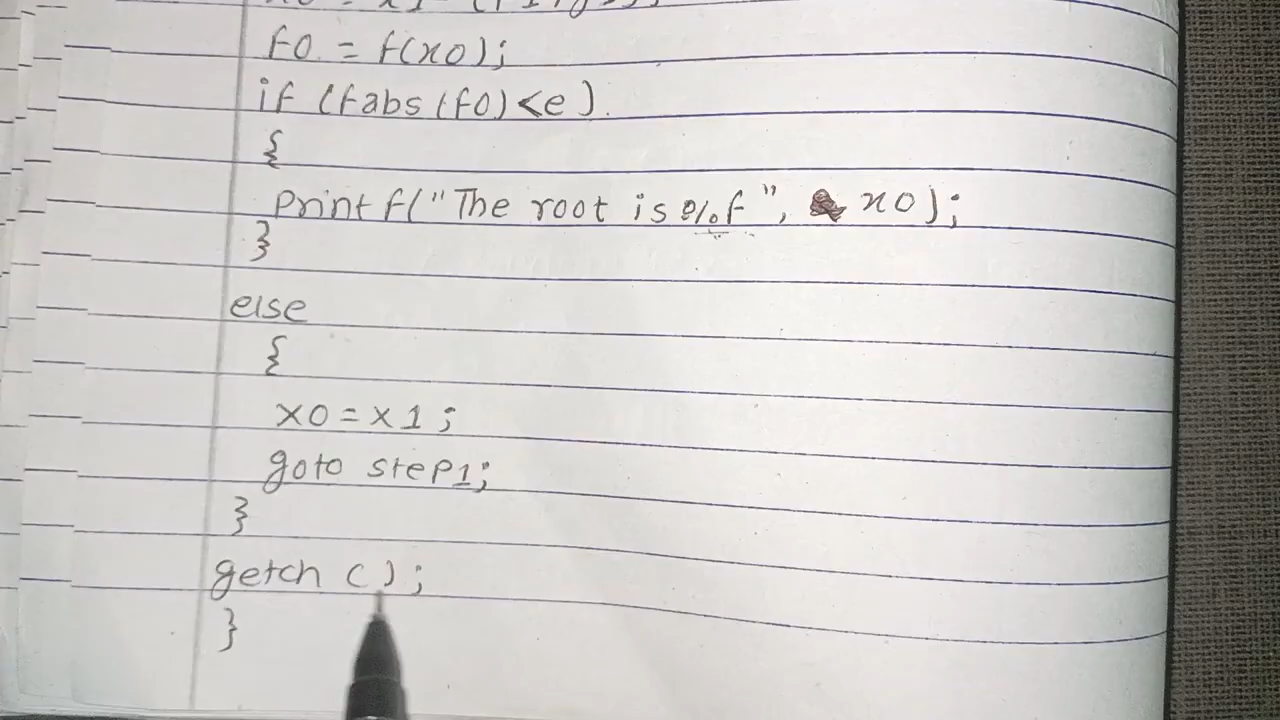 f0 = f(x0);
if (fabs(f0)<e).
{
printf("The root is %f", x0);
}
else
{
x0 = x1;
goto step1;
}
getch();
}